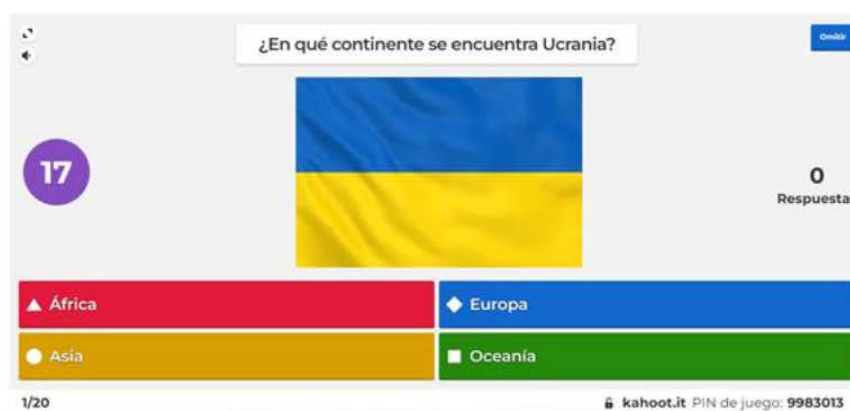 ¿En qué continente se encuentra Ucrania?
Omitir
17
0
Respuesta
África
Europa
Asia
Oceanía
1/20
kahoot.it PIN de juego: 9983013